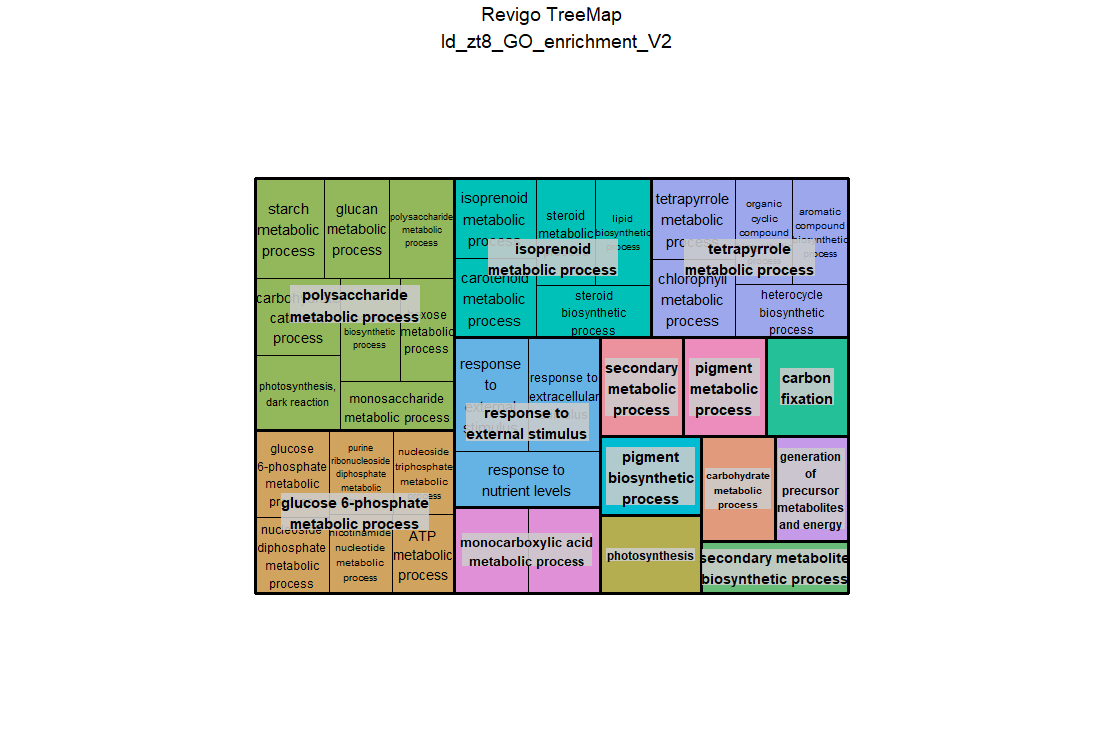 Revigo TreeMap
ld_zt8_GO_enrichment_V2
starch
metabolic
process
glucan
metabolic
process
polysaccharide
metabolic
process
polysaccharide
metabolic process
process
biosynthetic
process
metabolic
process
photosynthesis,
dark reaction
monosaccharide
metabolic process
glucose
6-phosphate
metabolic
purine
ribonucleoside
diphosphate
metabolic
nucleoside
triphosphate
metabolic
glucose 6-phosphate
metabolic process
nucleoside
diphosphate
metabolic
process
nicotinamide
nucleotide
metabolic
process
ATP
metabolic
process
isoprenoid
metabolic
process
steroid
metabolic
lipid
biosynthetic
process
isoprenoid
metabolic process
carotenoid
metabolic
process
steroid
biosynthetic
process
tetrapyrrole
metabolic
process
organic
cyclic
compound
aromatic
compound
biosynthetic
process
tetrapyrrole
metabolic process
chlorophyll
metabolic
process
heterocycle
biosynthetic
process
response
to
response to
extracellular
response to
external stimulus
response to
nutrient levels
monocarboxylic acid
metabolic process
secondary
metabolic
process
pigment
metabolic
process
carbon
fixation
pigment
biosynthetic
process
carbohydrate
metabolic
process
generation
of
precursor
metabolites
and energy
photosynthesis
secondary metabolite
biosynthetic process